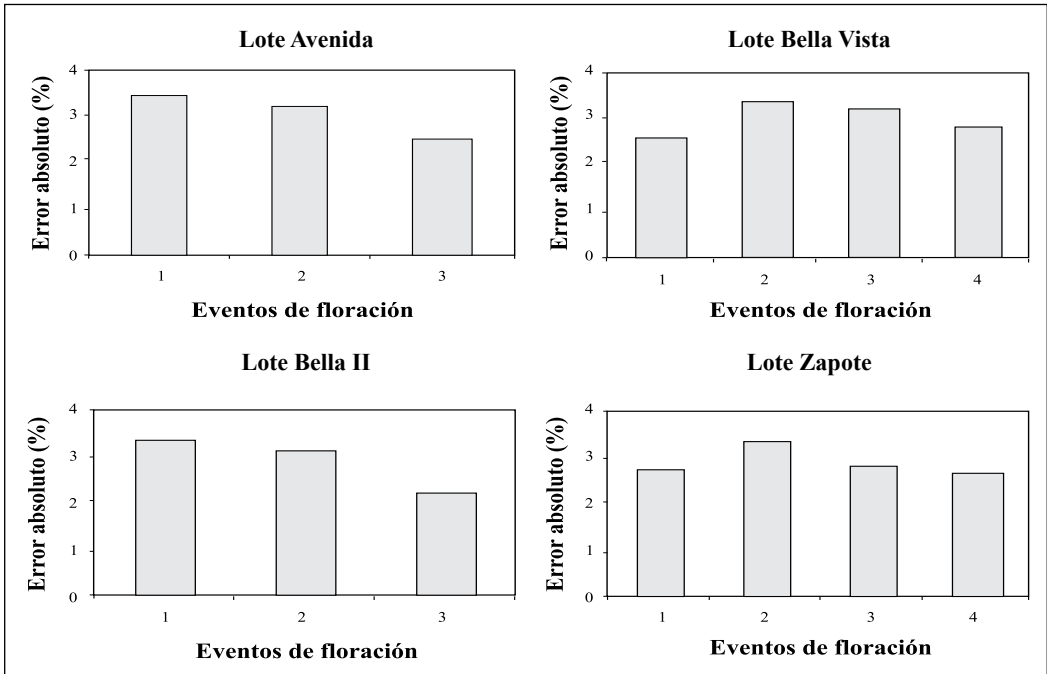 Lote Avenida
Error absoluto (%)
4
3
2
1
0
1 2 3
Eventos de floración
Lote Bella Vista
Error absoluto (%)
4
3
2
1
0
1 2 3 4
Eventos de floración
Lote Bella II
Error absoluto (%)
4
3
2
1
0
1 2 3
Eventos de floración
Lote Zapote
Error absoluto (%)
4
3
2
1
0
1 2 3 4
Eventos de floración